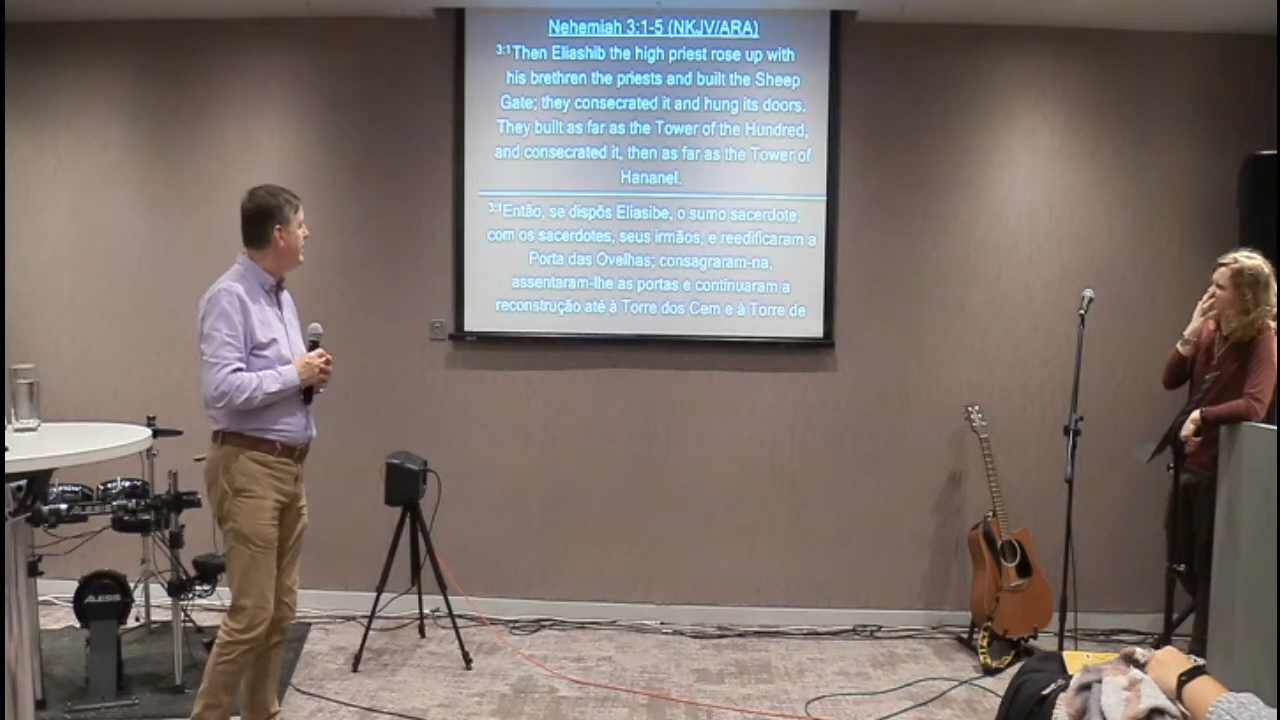 Nehemiah 3:1-5 (NKJV/ARA)
3:1Then Eliashib the high priest rose up with
his brethren the priests and built the Sheep
Gate; they consecrated it and hung its doors.
They built as far as the Tower of the Hundred,
and consecrated it, then as far as the Tower of
Hananel.
3:1Então, se dispôs Eliasibe, o sumo sacerdote,
com os sacerdotes, seus irmãos, e reedificaram a
Porta das Ovelhas; consagraram-na,
assentaram-lhe as portas e continuaram a
reconstrução até à Torre dos Cem e à Torre de
ALESIS